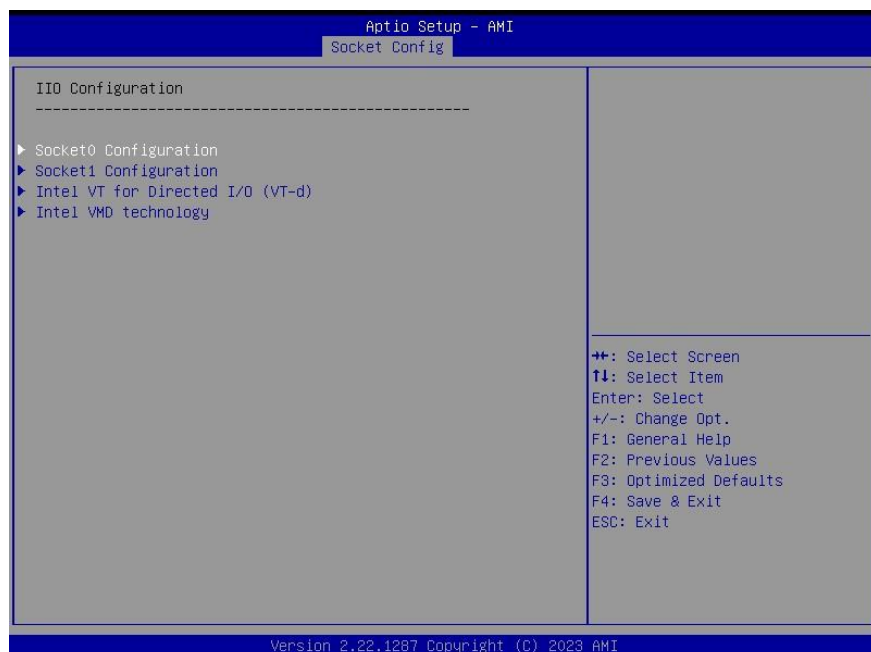 Aptio Setup – AMI
Socket Config
IIO Configuration
--------------------------------------------------
Socket0 Configuration
Socket1 Configuration
Intel VT for Directed I/O (VT-d)
Intel VMD technology
→←: Select Screen
↑↓: Select Item
Enter: Select
+/-: Change Opt.
F1: General Help
F2: Previous Values
F3: Optimized Defaults
F4: Save & Exit
ESC: Exit
Version 2.22.1287 Copyright (C) 2023 AMI